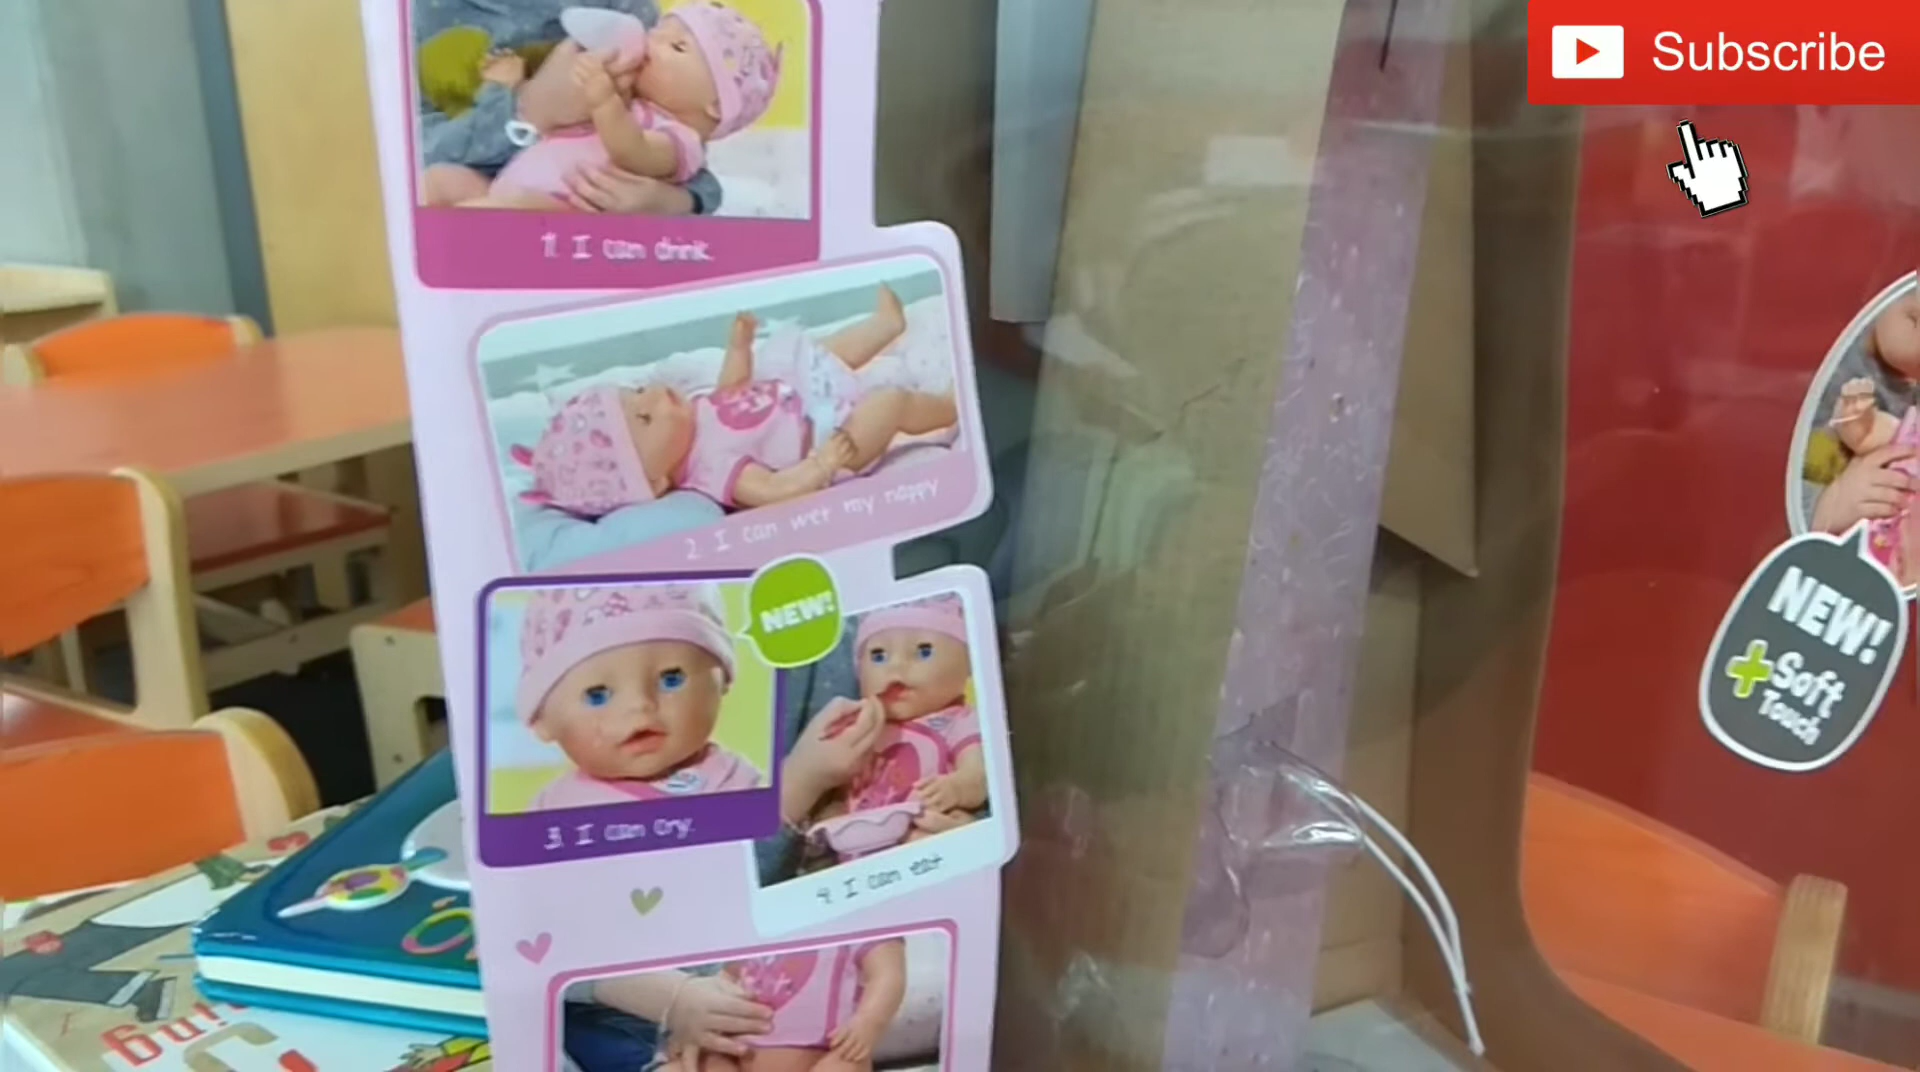 Subscribe
1. I can drink.
2. I can wet my nappy
NEW!
3. I can cry.
4. I can eat
NEW!
+Soft
Touch